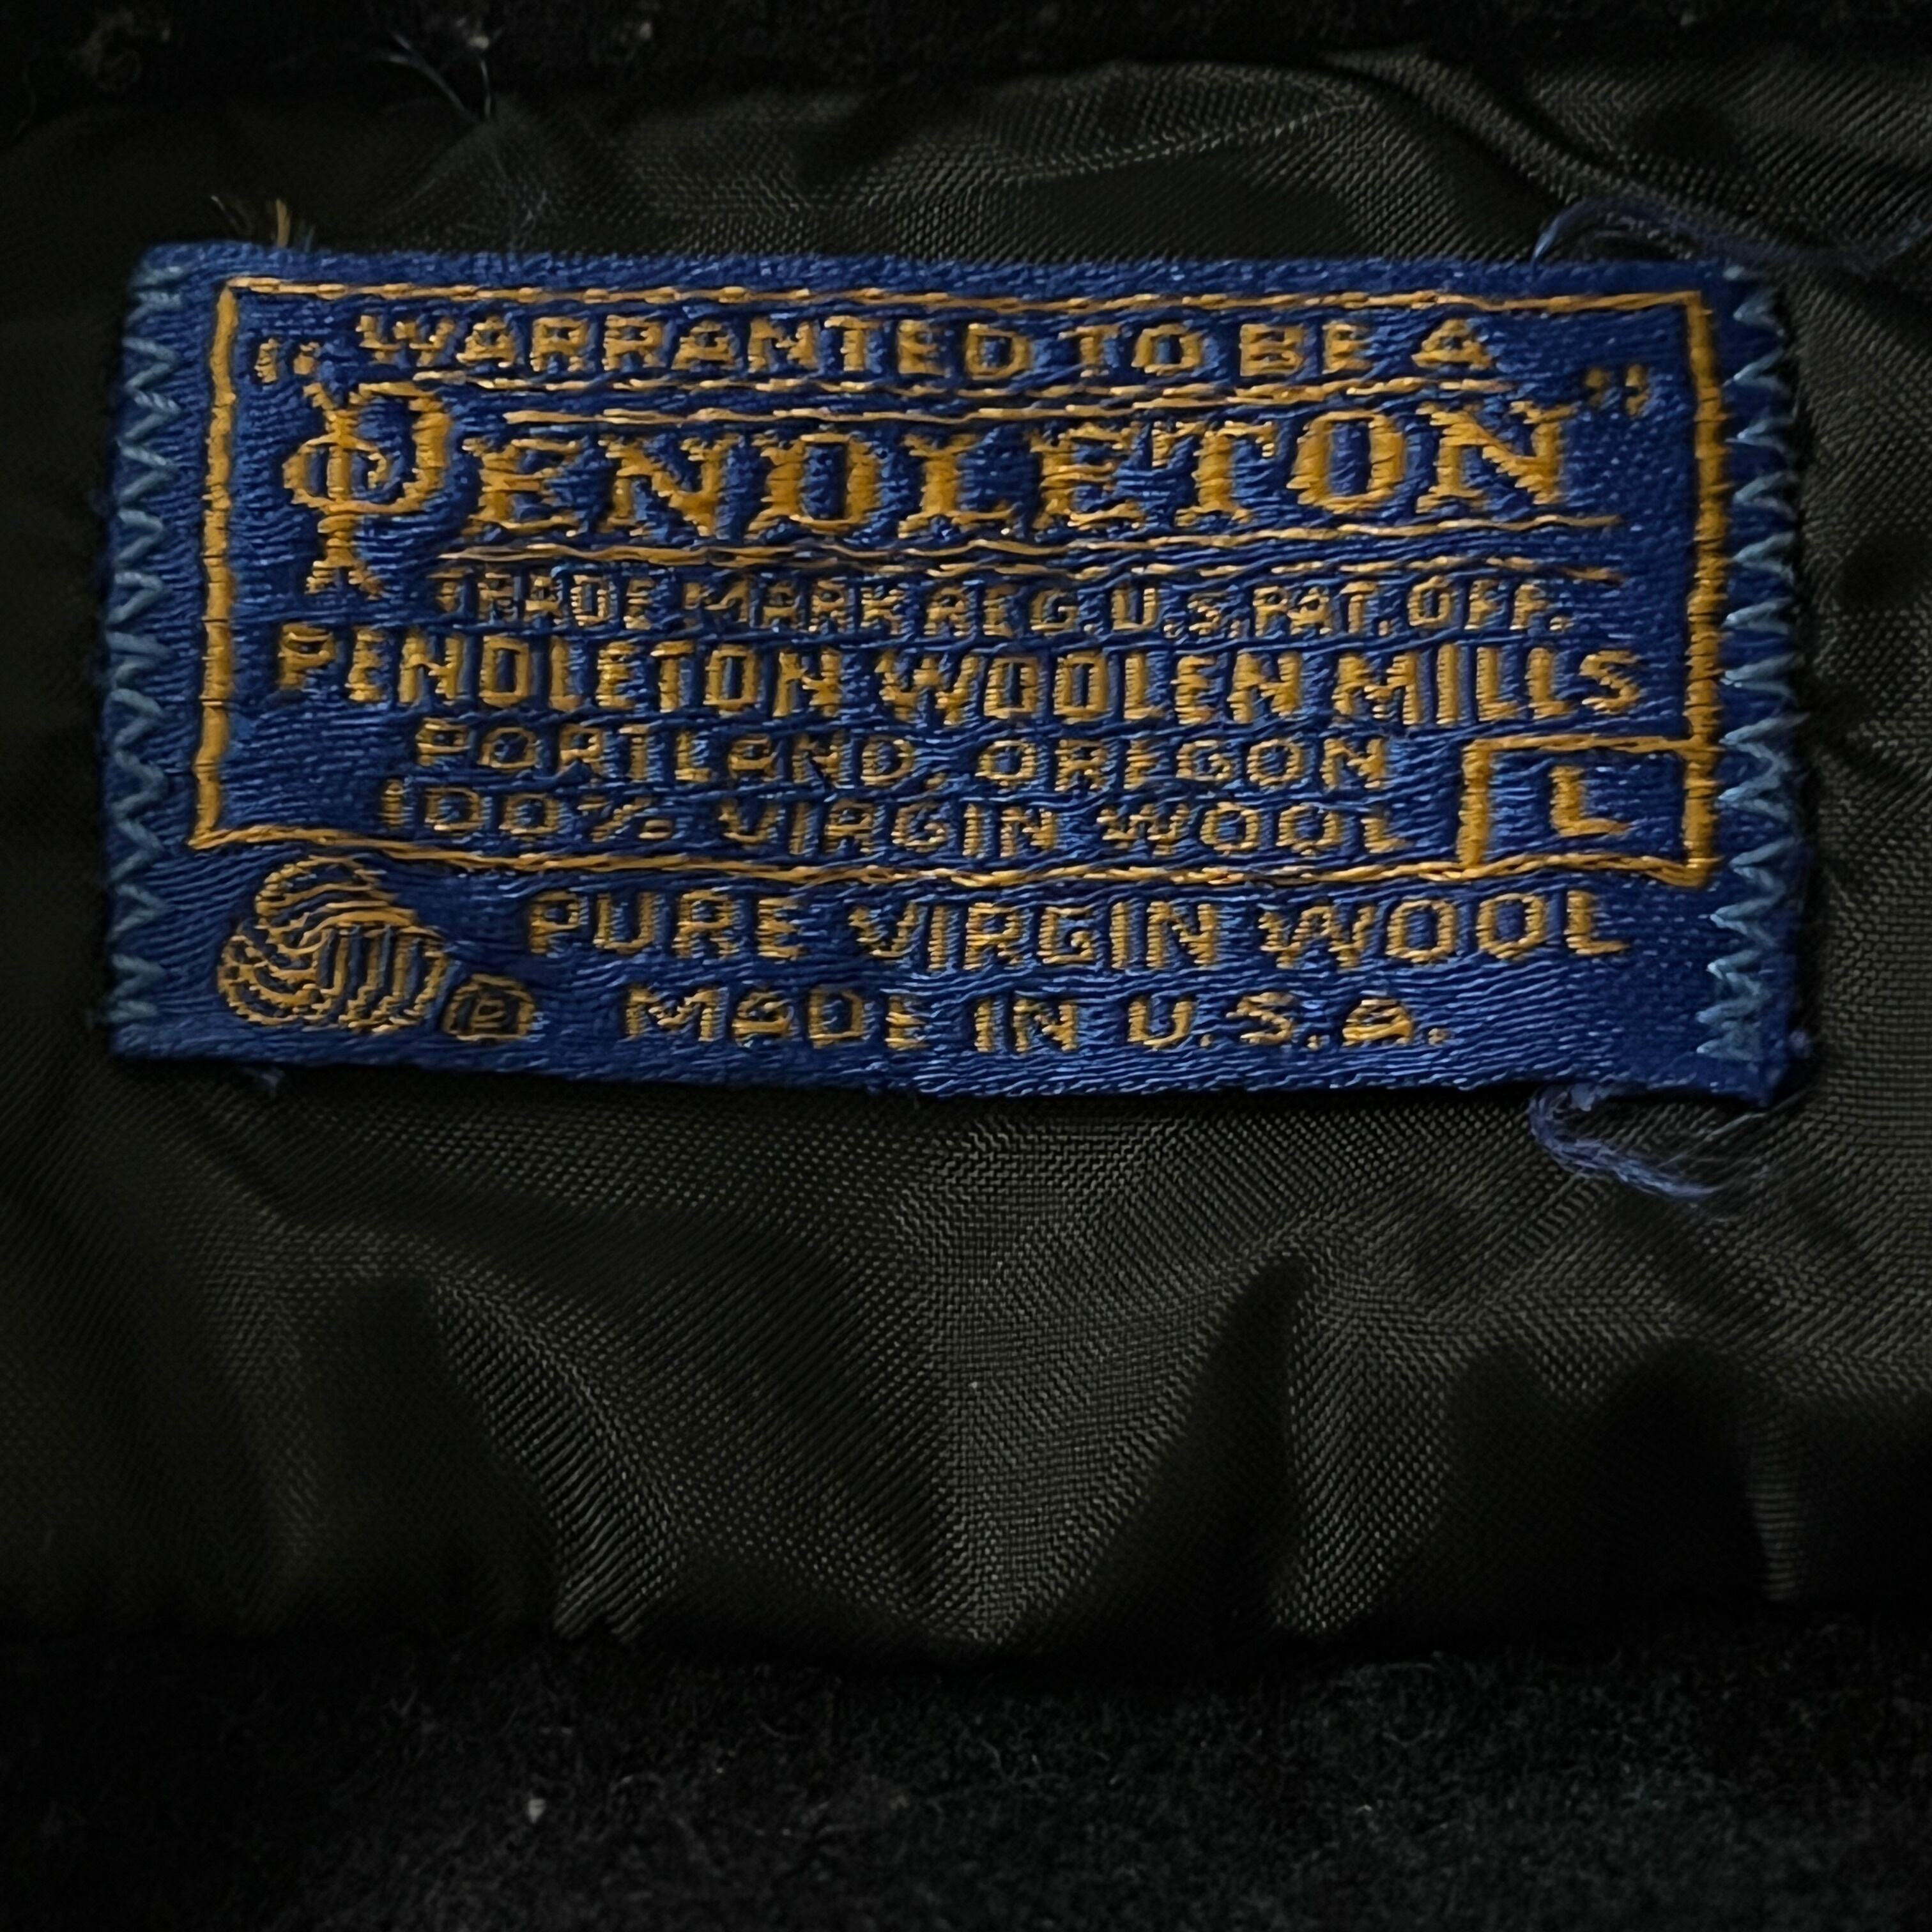 "WARRANTED TO BE A
PENDLETON"
TRADE MARK REG. U.S. PAT. OFF.
PENDLETON WOOLEN MILLS
PORTLAND, OREGON
100% VIRGIN WOOL
L
PURE VIRGIN WOOL
MADE IN U.S.A.